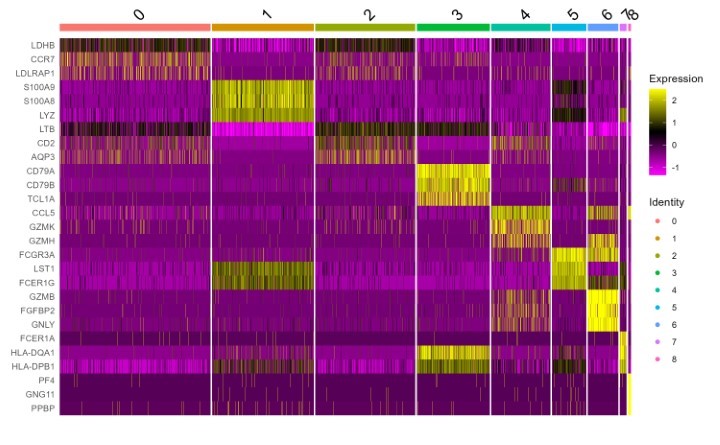 0 1 2 3 4 5 6 7 8
LDHB
CCR7
LDLRAP1
S100A9
S100A8
LYZ
LTB
CD2
AQP3
CD79A
CD79B
TCL1A
CCL5
GZMK
GZMH
FCGR3A
LST1
FCER1G
GZMB
FGFBP2
GNLY
FCER1A
HLA-DQA1
HLA-DPB1
PF4
GNG11
PPBP
Expression
2
1
0
-1
Identity
0
1
2
3
4
5
6
7
8